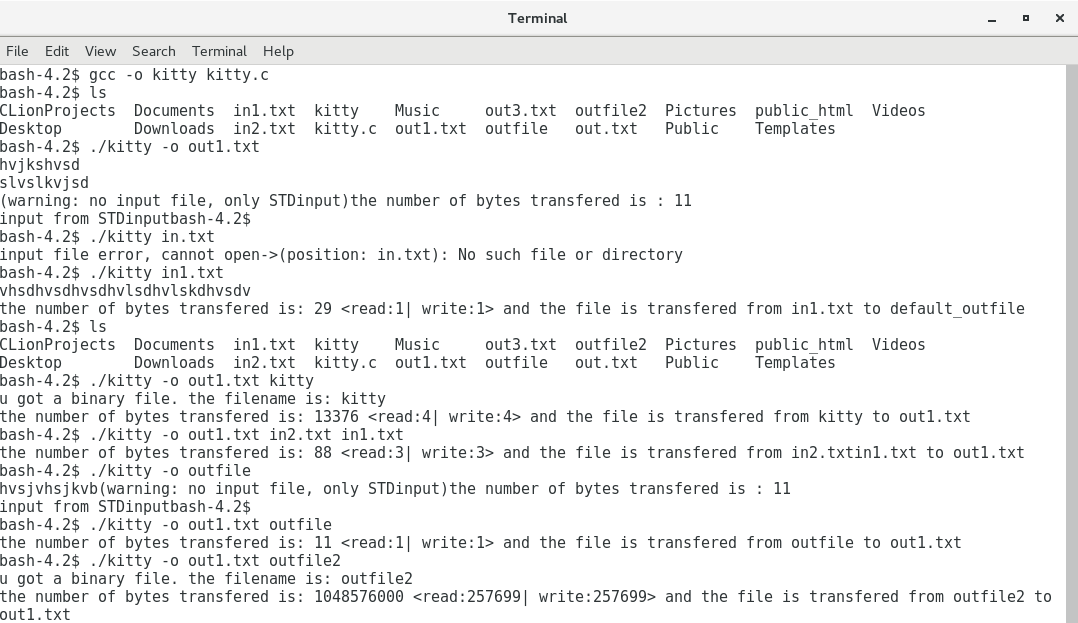 Terminal
File Edit View Search Terminal Help
bash-4.2$ gcc -o kitty kitty.c
bash-4.2$ ls
CLionProjects  Documents  in1.txt  kitty    Music     out3.txt  outfile2  Pictures  public_html  Videos
Desktop        Downloads  in2.txt  kitty.c  out1.txt  outfile   out.txt   Public    Templates
bash-4.2$ ./kitty -o out1.txt
hvjkshvsd
slvslkvjsd
(warning: no input file, only STDinput)the number of bytes transfered is : 11
input from STDinputbash-4.2$
bash-4.2$ ./kitty in.txt
input file error, cannot open->(position: in.txt): No such file or directory
bash-4.2$ ./kitty in1.txt
vhsdhvsdhvsdhvlsdhvlskdhvsdv
the number of bytes transfered is: 29 <read:1| write:1> and the file is transfered from in1.txt to default_outfile
bash-4.2$ ls
CLionProjects  Documents  in1.txt  kitty    Music     out3.txt  outfile2  Pictures  public_html  Videos
Desktop        Downloads  in2.txt  kitty.c  out1.txt  outfile   out.txt   Public    Templates
bash-4.2$ ./kitty -o out1.txt kitty
u got a binary file. the filename is: kitty
the number of bytes transfered is: 13376 <read:4| write:4> and the file is transfered from kitty to out1.txt
bash-4.2$ ./kitty -o out1.txt in2.txt in1.txt
the number of bytes transfered is: 88 <read:3| write:3> and the file is transfered from in2.txtin1.txt to out1.txt
bash-4.2$ ./kitty -o outfile
hvsjvhsjkvb(warning: no input file, only STDinput)the number of bytes transfered is : 11
input from STDinputbash-4.2$
bash-4.2$ ./kitty -o out1.txt outfile
the number of bytes transfered is: 11 <read:1| write:1> and the file is transfered from outfile to out1.txt
bash-4.2$ ./kitty -o out1.txt outfile2
u got a binary file. the filename is: outfile2
the number of bytes transfered is: 1048576000 <read:257699| write:257699> and the file is transfered from outfile2 to
out1.txt